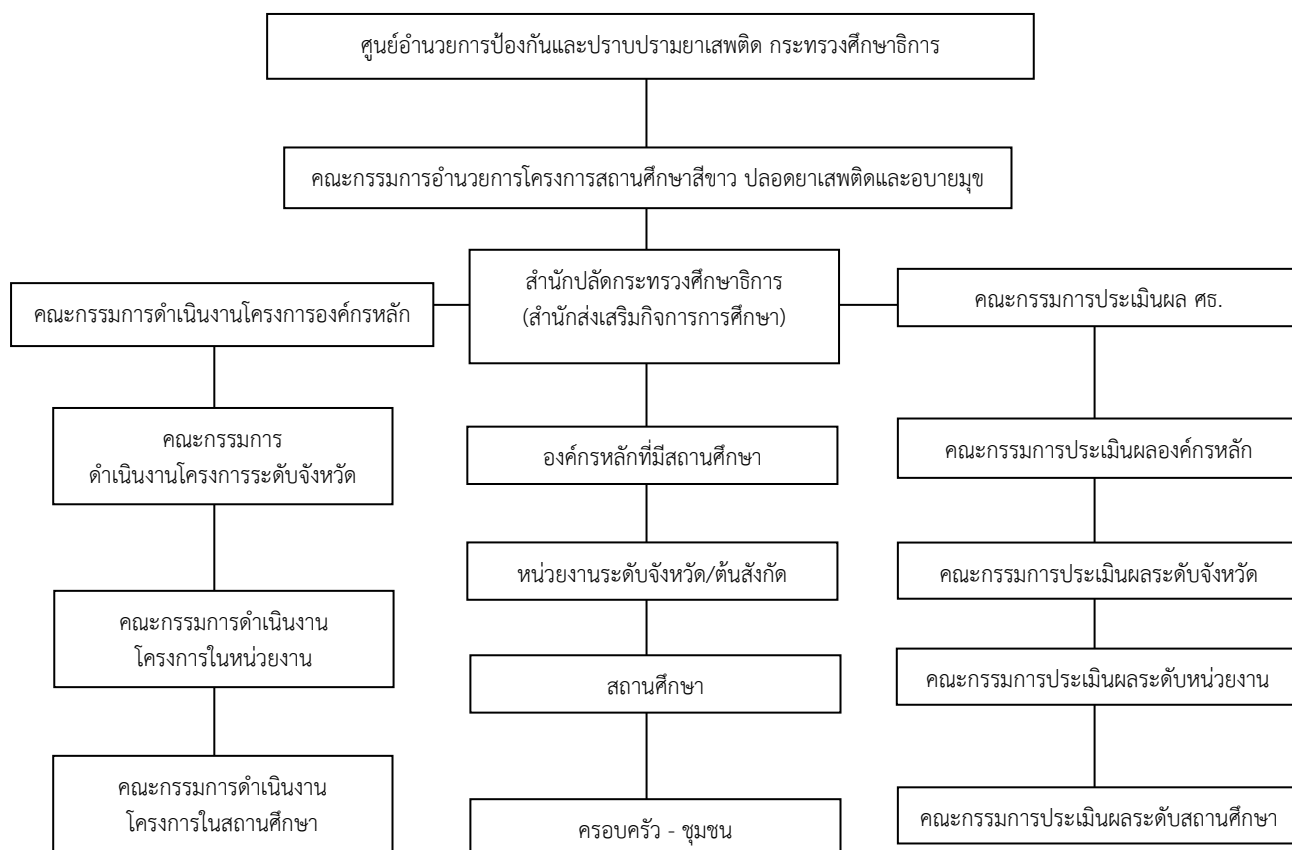 ศูนย์อำนวยการป้องกันและปราบปรามยาเสพติด กระทรวงศึกษาธิการ
คณะกรรมการอำนวยการโครงการสถานศึกษาสีขาว ปลอดยาเสพติดและอบายมุข
สำนักปลัดกระทรวงศึกษาธิการ
(สำนักส่งเสริมกิจการการศึกษา)
คณะกรรมการดำเนินงานโครงการองค์กรหลัก
คณะกรรมการประเมินผล ศธ.
คณะกรรมการ
ดำเนินงานโครงการระดับจังหวัด
องค์กรหลักที่มีสถานศึกษา
คณะกรรมการประเมินผลองค์กรหลัก
หน่วยงานระดับจังหวัด/ต้นสังกัด
คณะกรรมการประเมินผลระดับจังหวัด
คณะกรรมการดำเนินงาน
โครงการในหน่วยงาน
สถานศึกษา
คณะกรรมการประเมินผลระดับหน่วยงาน
คณะกรรมการดำเนินงาน
โครงการในสถานศึกษา
ครอบครัว - ชุมชน
คณะกรรมการประเมินผลระดับสถานศึกษา